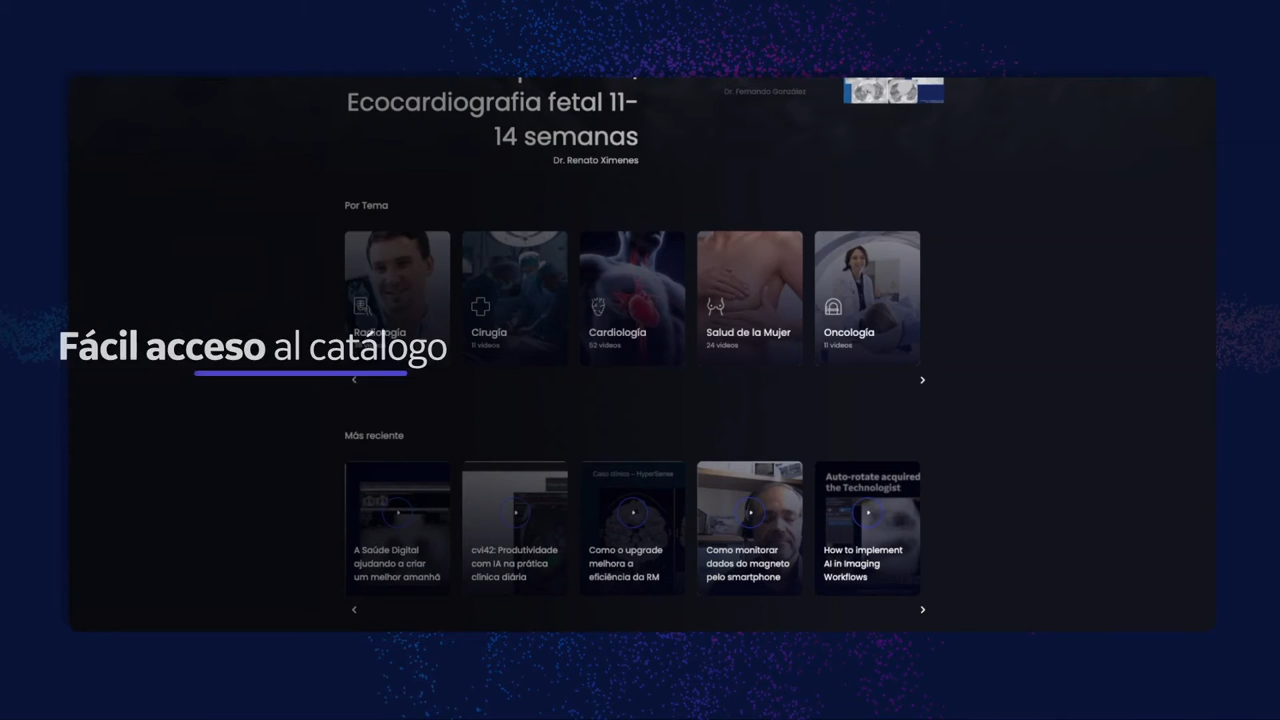 Ecocardiografia fetal 11-
14 semanas
Dr. Renato Ximenes
Dr. Fernando González
Por Tema
Radiología
Cirugía
11 videos
Cardiología
52 videos
Salud de la Mujer
24 videos
Oncología
11 videos
Fácil acceso al catálogo
Más reciente
A Saúde Digital
ajudando a criar
um melhor amanhã
cvi42: Produtividade
com IA na prática
clínica diária
Caso clínico - HyperSense
Como o upgrade
melhora a
eficiência da RM
Como monitorar
dados do magneto
pelo smartphone
Auto-rotate acquired
the Technologist
How to implement
AI in Imaging
Workflows